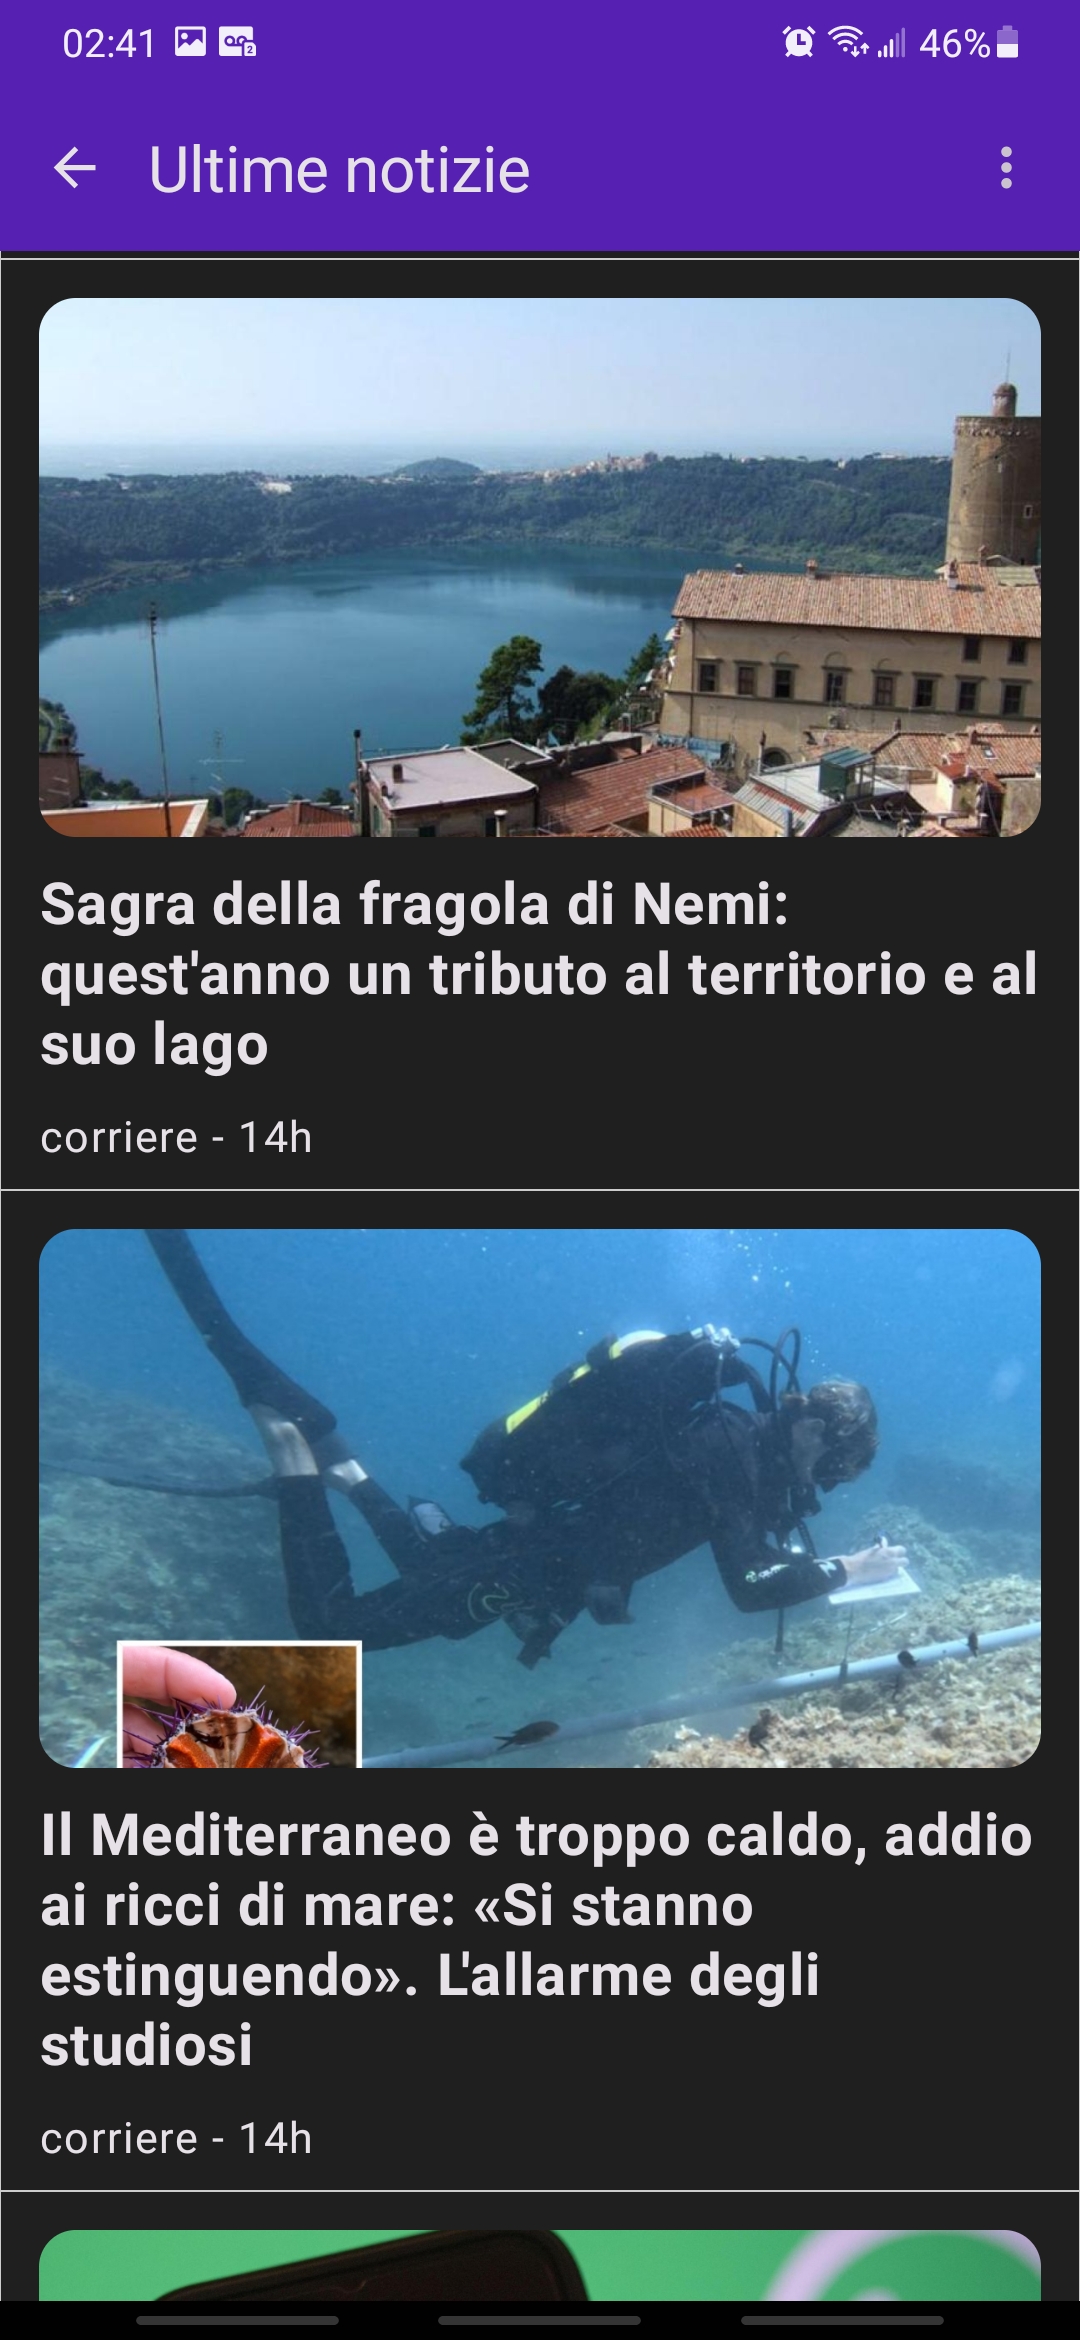 02:41
46%
Ultime notizie
Sagra della fragola di Nemi:
quest'anno un tributo al territorio e al
suo lago
corriere - 14h
Il Mediterraneo è troppo caldo, addio
ai ricci di mare: «Si stanno
estinguendo». L'allarme degli
studiosi
corriere - 14h